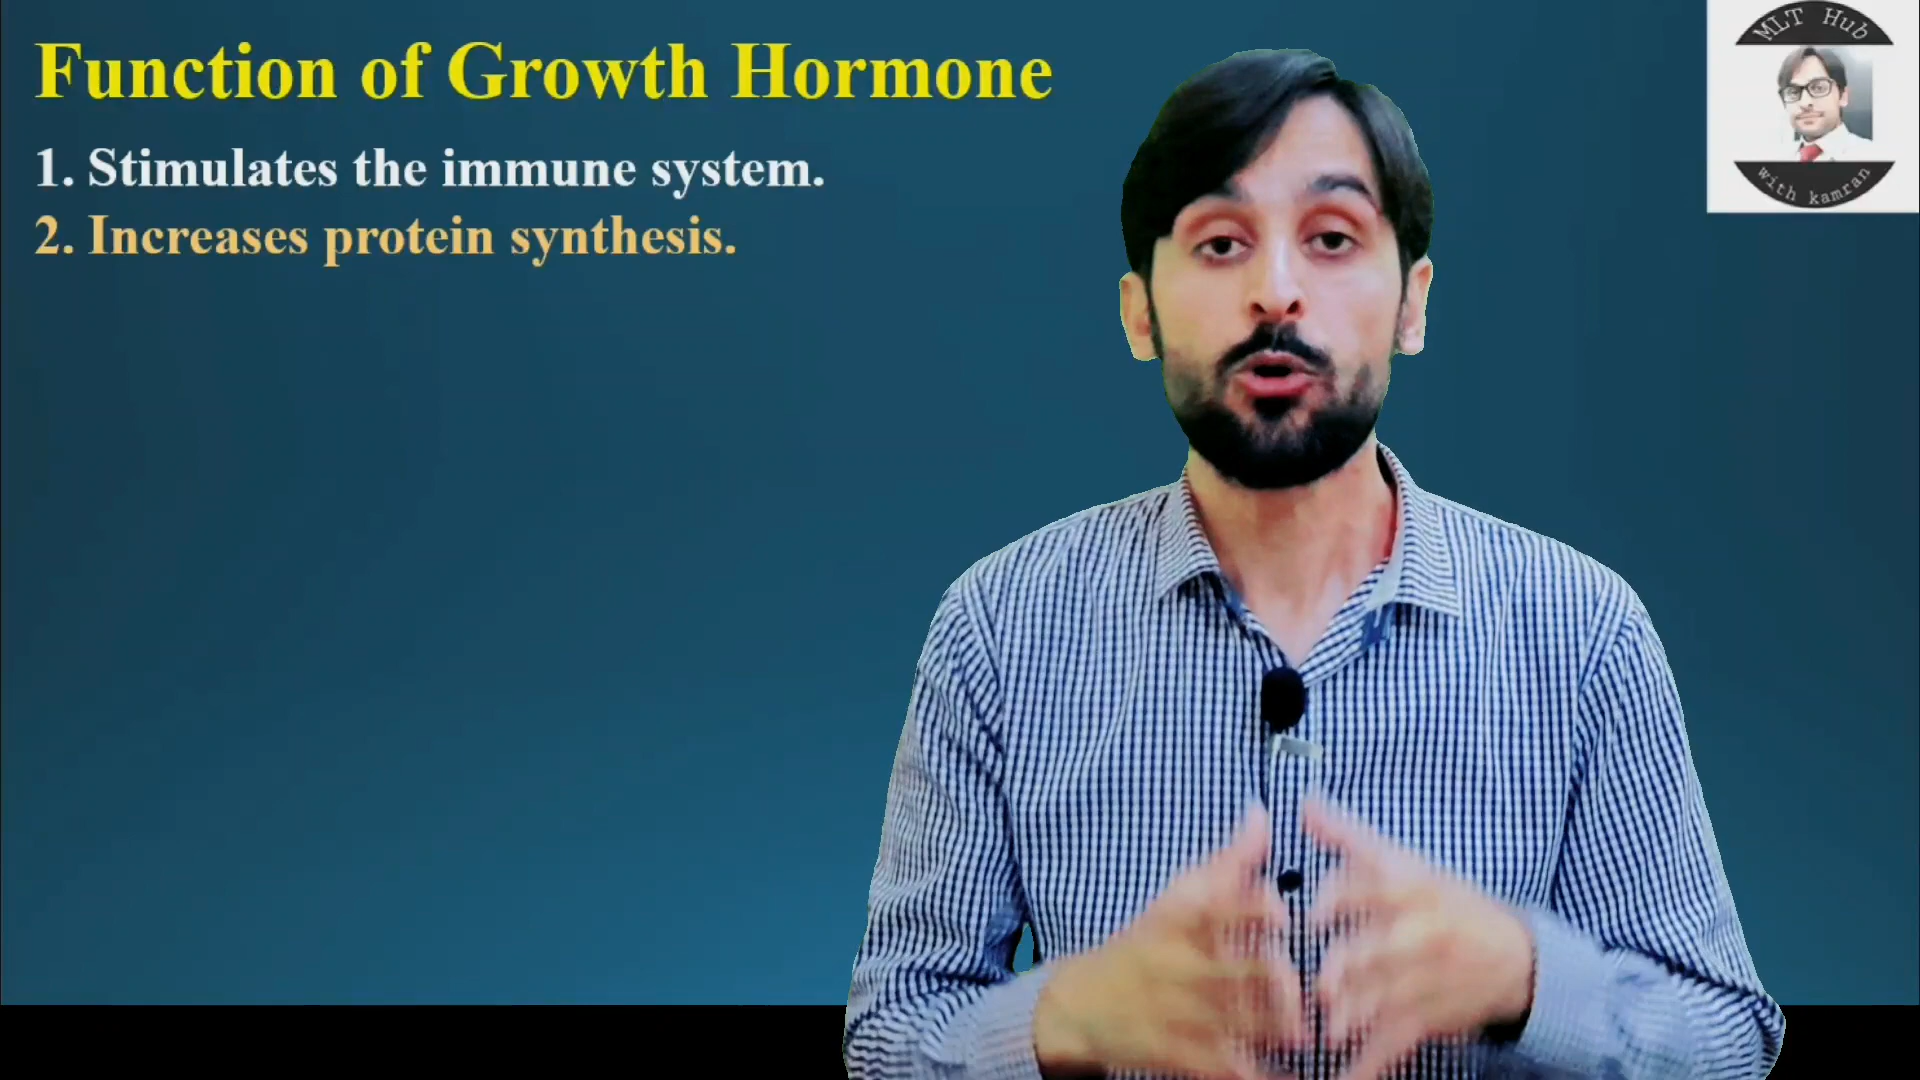 Function of Growth Hormone
1. Stimulates the immune system.
2. Increases protein synthesis.
MLT Hub
with kamran